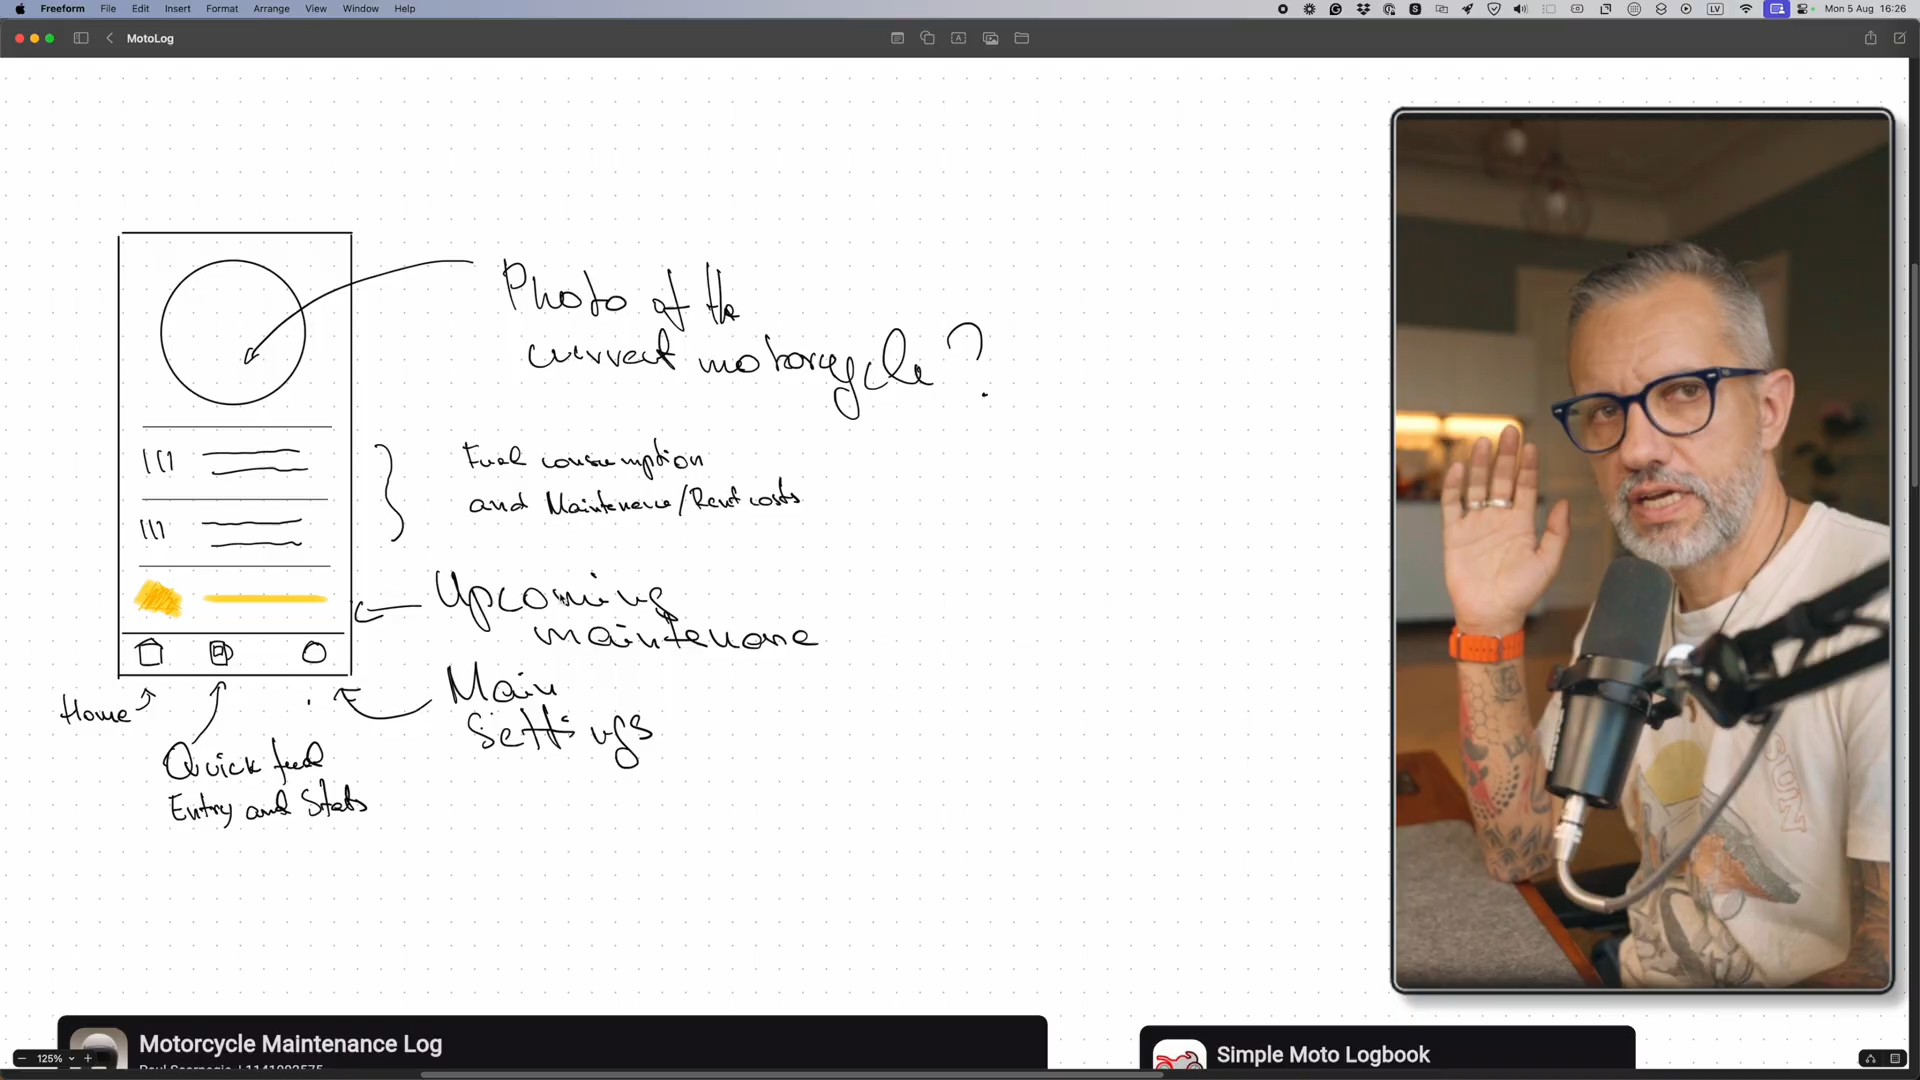 Freeform File Edit Insert Format Arrange View Window Help LV Mon 5 Aug 16:26
MotoLog
Photo of the
current motorcycle?
Fuel consumption
and Maintenance/Rent costs
Upcoming
maintenance
Main
Settings
Home
Quick fuel
Entry and Stats
SUN
Motorcycle Maintenance Log
Simple Moto Logbook
125%